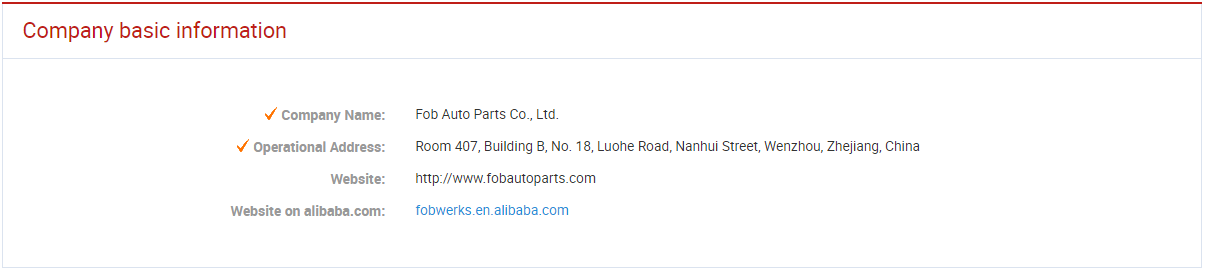 Company basic information
Company Name: Fob Auto Parts Co., Ltd.
Operational Address: Room 407, Building B, No. 18, Luohe Road, Nanhui Street, Wenzhou, Zhejiang, China
Website: http://www.fobautoparts.com
Website on alibaba.com: fobwerks.en.alibaba.com